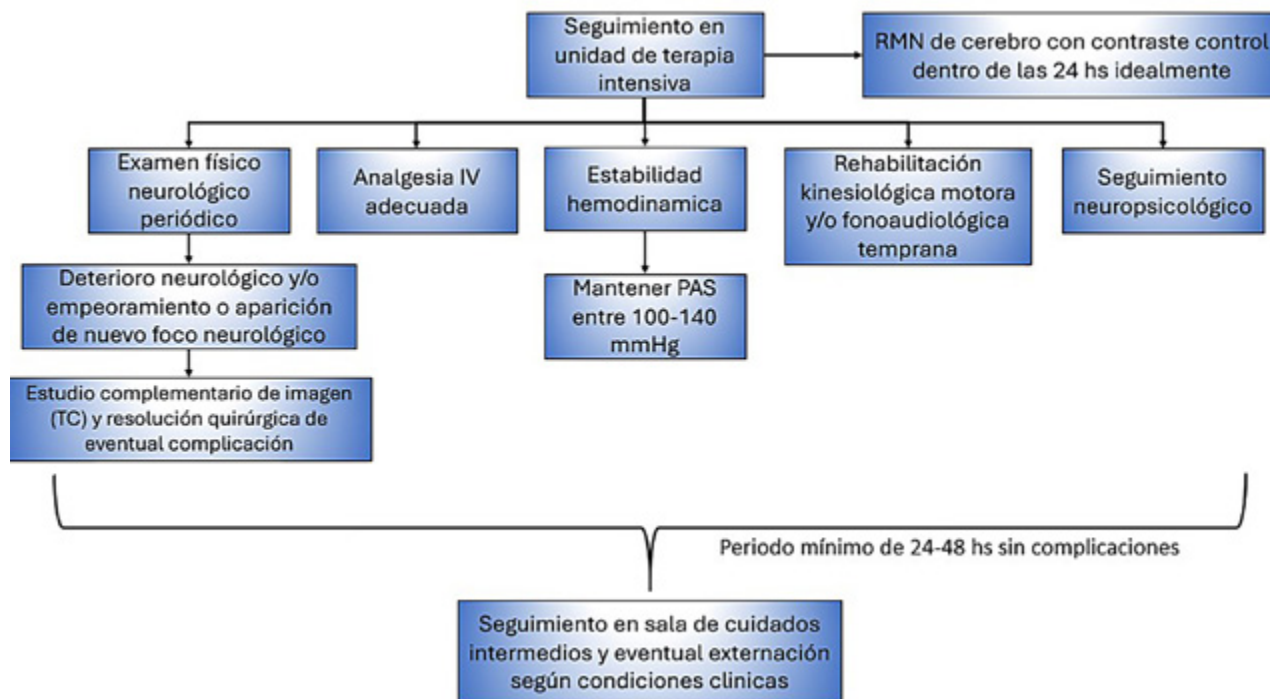 Seguimiento en
unidad de terapia
intensiva
RMN de cerebro con contraste control
dentro de las 24 hs idealmente
Examen físico
neurológico
periódico
Analgesia IV
adecuada
Estabilidad
hemodinamica
Rehabilitación
kinesiológica motora
y/o fonoaudiológica
temprana
Seguimiento
neuropsicológico
Deterioro neurológico y/o
empeoramiento o aparición
de nuevo foco neurológico
Mantener PAS
entre 100-140
mmHg
Estudio complementario de imagen
(TC) y resolución quirúrgica de
eventual complicación
Periodo mínimo de 24-48 hs sin complicaciones
Seguimiento en sala de cuidados
intermedios y eventual externación
según condiciones clinicas